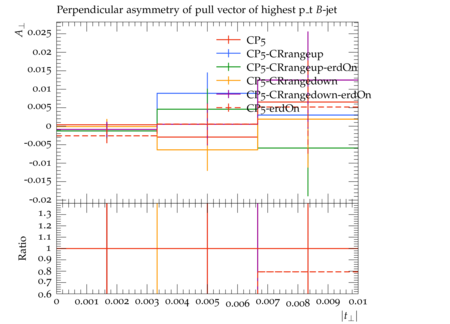 Perpendicular asymmetry of pull vector of highest p_t B-jet
A⊥
0.025
0.02
0.015
0.01
0.005
0
-0.005
-0.01
-0.015
-0.02
CP5
CP5-CRrangeup
CP5-CRrangeup-erdOn
CP5-CRrangedown
CP5-CRrangedown-erdOn
CP5-erdOn
Ratio
1.3
1.2
1.1
1
0.9
0.8
0.7
0.6
0 0.001 0.002 0.003 0.004 0.005 0.006 0.007 0.008 0.009 0.01
|t⊥|